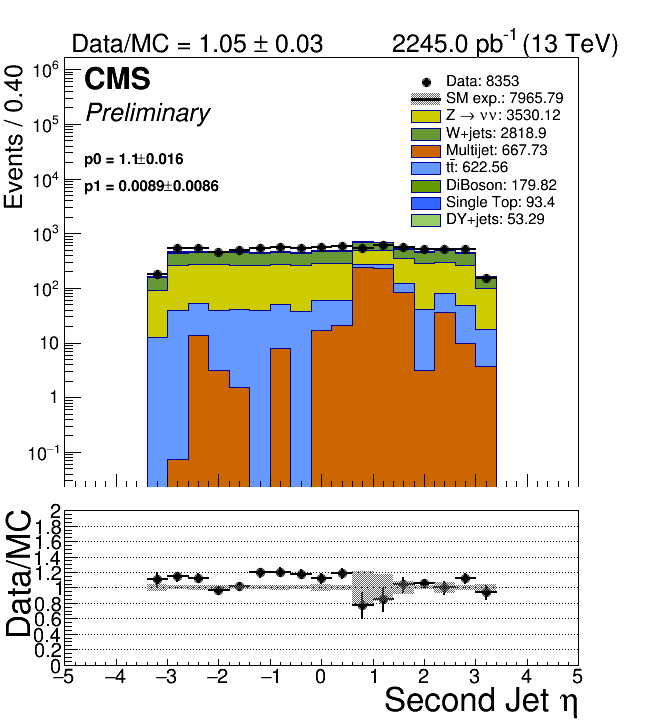 Data/MC = 1.05 ± 0.03 2245.0 pb⁻¹ (13 TeV)
CMS
Preliminary
p0 = 1.1±0.016
p1 = 0.0089±0.0086
Data: 8353
SM exp.: 7965.79
Z → νν: 3530.12
W+jets: 2818.9
Multijet: 667.73
tt̄: 622.56
DiBoson: 179.82
Single Top: 93.4
DY+jets: 53.29
Events / 0.40
10⁶
10⁵
10⁴
10³
10²
10
1
10⁻¹
Data/MC
2
1.8
1.6
1.4
1.2
1
0.8
0.6
0.4
0.2
0
−5 −4 −3 −2 −1 0 1 2 3 4 5
Second Jet η